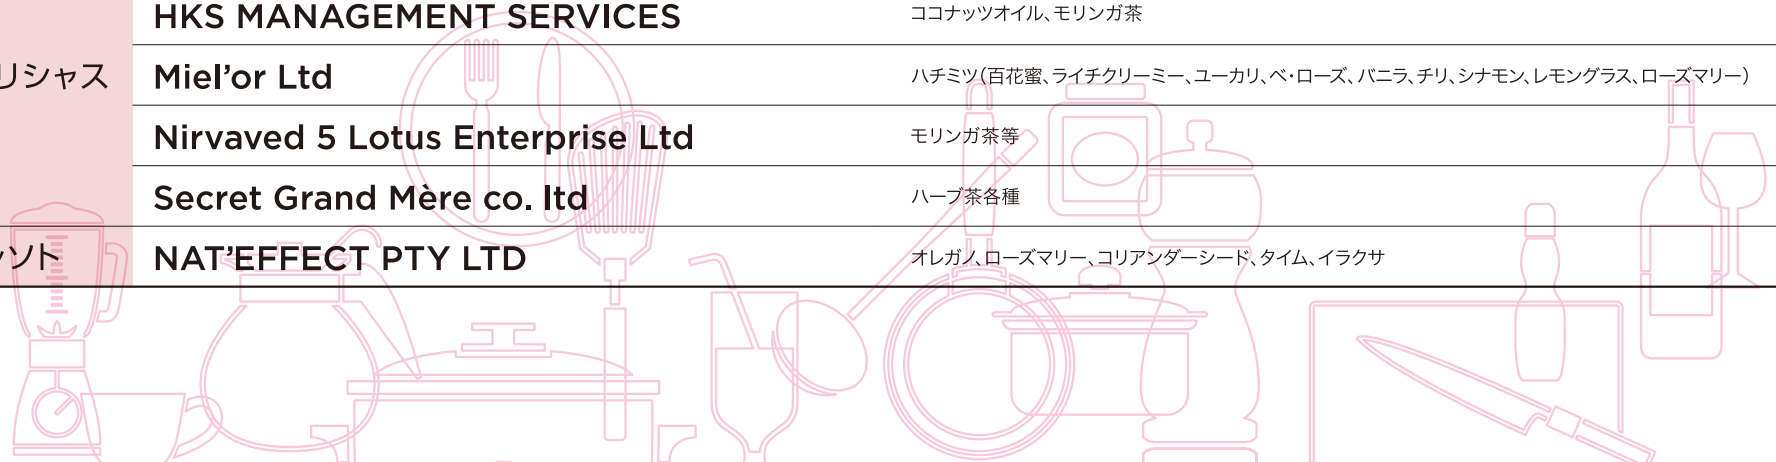 HKS MANAGEMENT SERVICES ココナッツオイル、モリンガ茶
リシャス Miel'or Ltd ハチミツ（百花蜜、ライチクリーミー、ユーカリ、ベ・ローズ、バニラ、チリ、シナモン、レモングラス、ローズマリー）
Nirvaved 5 Lotus Enterprise Ltd モリンガ茶等
Secret Grand Mère co. ltd ハーブ茶各種
ソト NAT'EFFECT PTY LTD オレガノ、ローズマリー、コリアンダーシード、タイム、イラクサ